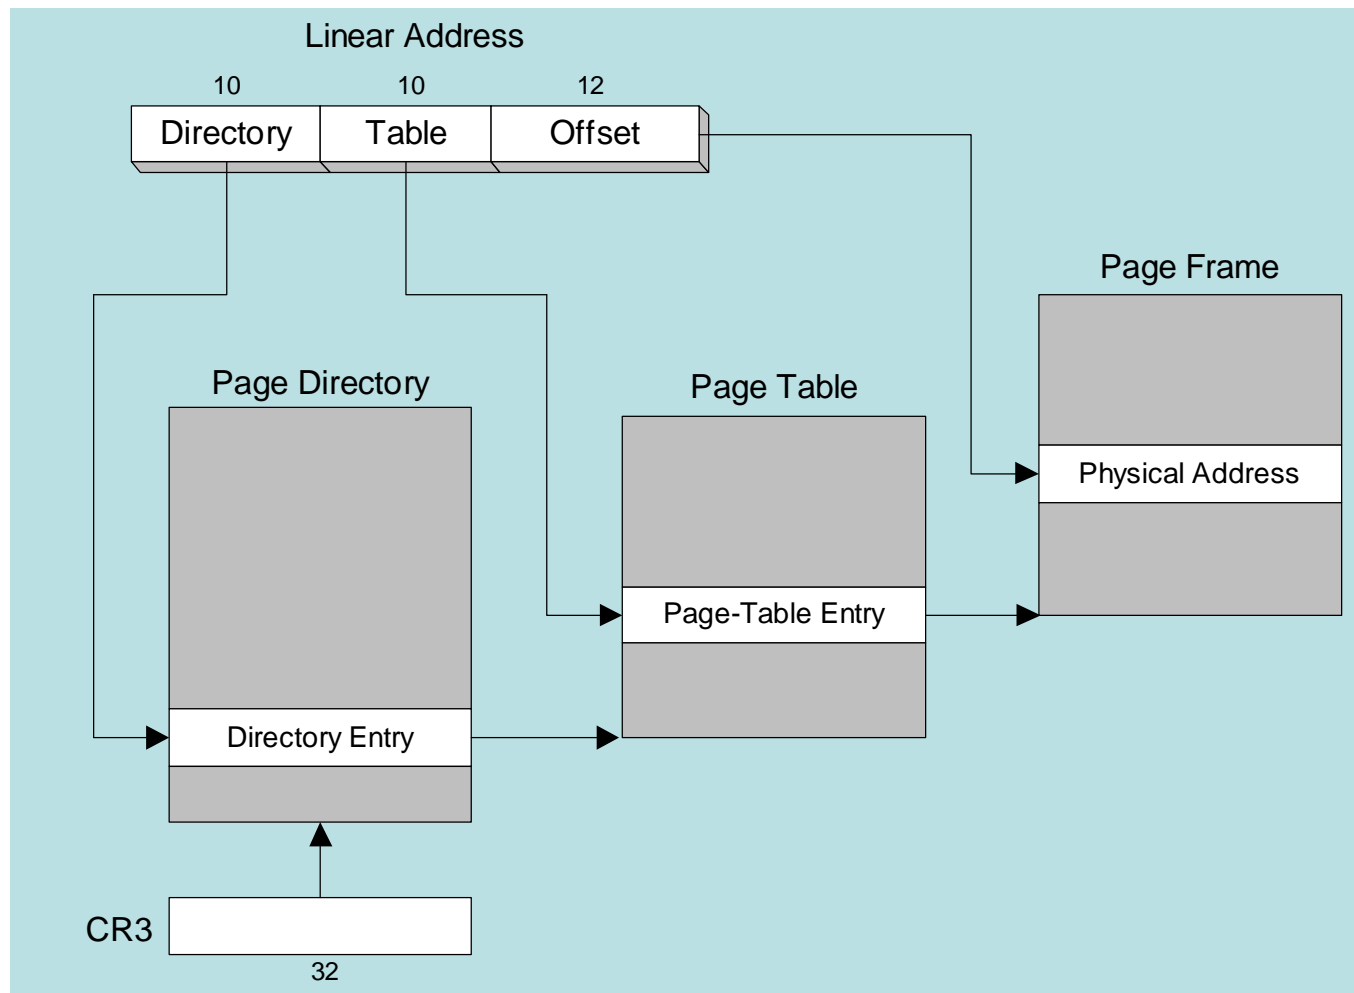 Linear Address
10 10 12
Directory Table Offset
Page Frame
Page Directory
Page Table
Physical Address
Page-Table Entry
Directory Entry
CR3
32